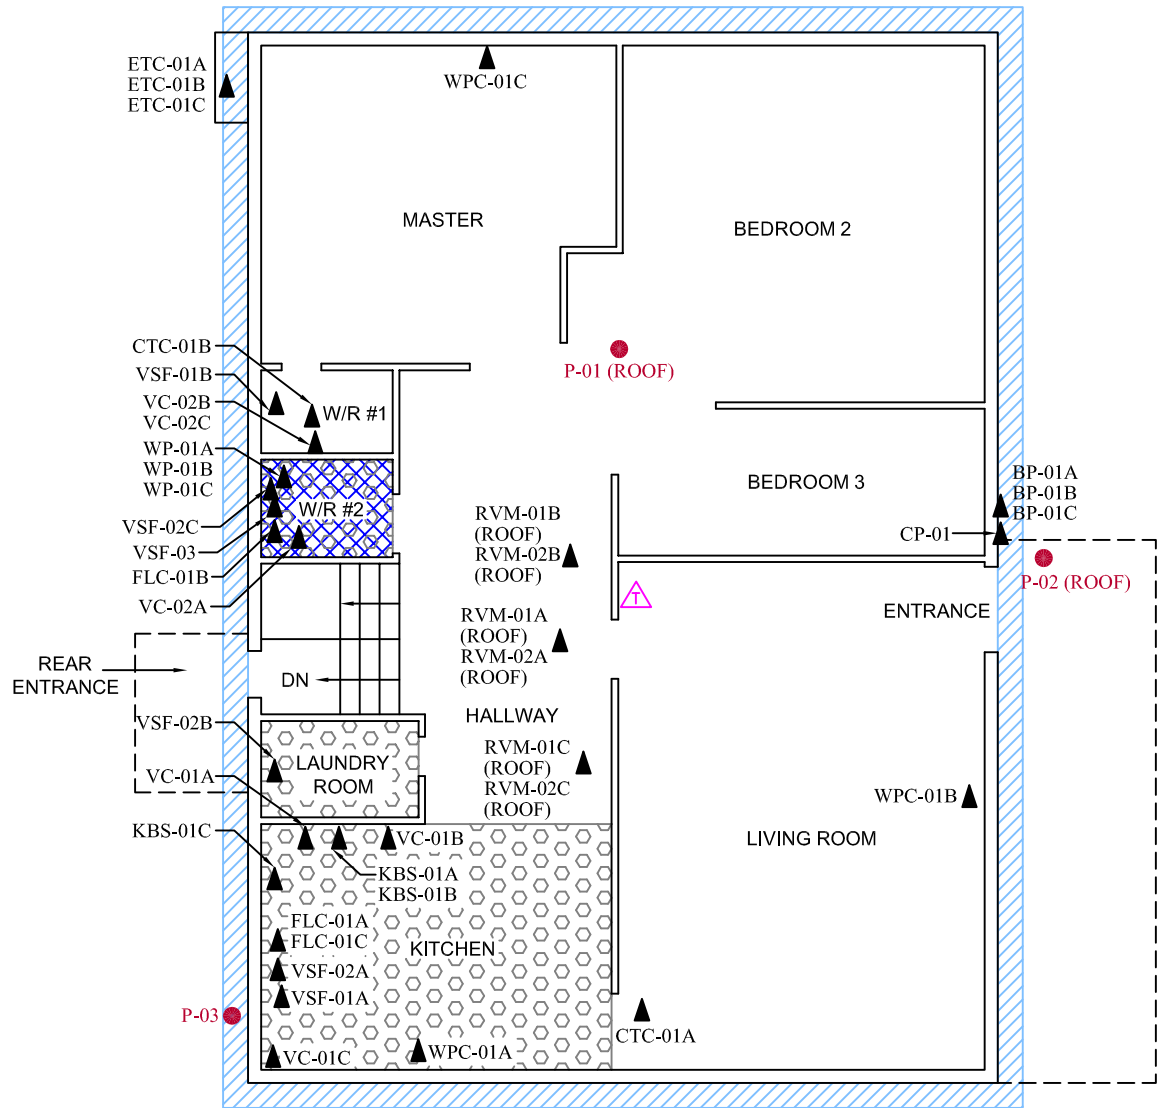 ETC-01A
ETC-01B
ETC-01C
WPC-01C
MASTER
BEDROOM 2
CTC-01B
VSF-01B
VC-02B
VC-02C
WP-01A
WP-01B
WP-01C
VSF-02C
VSF-03
FLC-01B
VC-02A
W/R #1
W/R #2
P-01 (ROOF)
BEDROOM 3
BP-01A
BP-01B
BP-01C
CP-01
P-02 (ROOF)
RVM-01B
(ROOF)
RVM-02B
(ROOF)
T
ENTRANCE
RVM-01A
(ROOF)
RVM-02A
(ROOF)
REAR
ENTRANCE
DN
HALLWAY
VSF-02B
VC-01A
KBS-01C
LAUNDRY
ROOM
RVM-01C
(ROOF)
RVM-02C
(ROOF)
WPC-01B
LIVING ROOM
VC-01B
KBS-01A
KBS-01B
FLC-01A
FLC-01C
KITCHEN
VSF-02A
VSF-01A
P-03
CTC-01A
VC-01C
WPC-01A